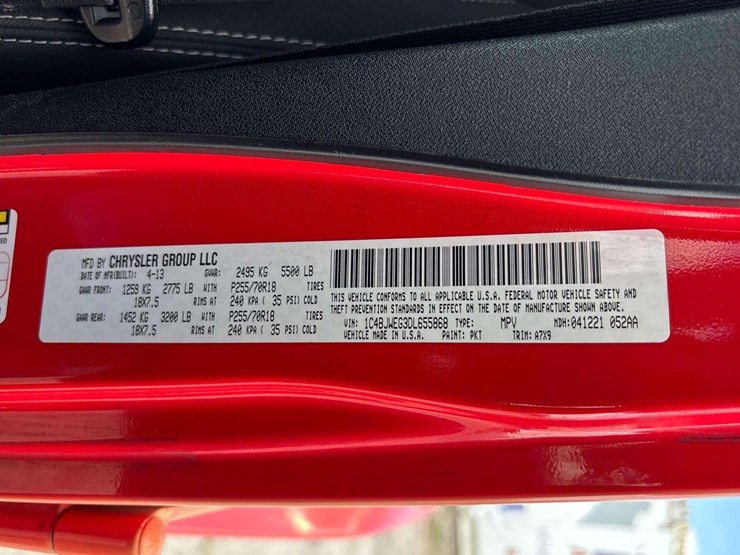 MFD BY CHRYSLER GROUP LLC
DATE OF MFR(BUILT): 4-13 GVWR: 2495 KG 5500 LB
GAWR FRONT: 1259 KG 2775 LB WITH P255/70R18 TIRES
18X7.5 RIMS AT 240 KPA ( 35 PSI) COLD
GAWR REAR: 1452 KG 3200 LB WITH P255/70R18 TIRES
18X7.5 RIMS AT 240 KPA ( 35 PSI) COLD
THIS VEHICLE CONFORMS TO ALL APPLICABLE U.S.A. FEDERAL MOTOR VEHICLE SAFETY AND
THEFT PREVENTION STANDARDS IN EFFECT ON THE DATE OF MANUFACTURE SHOWN ABOVE.
VIN: 1C4BJWEG3DL655868 TYPE: MPV MDH:041221 052AA
VEHICLE MADE IN U.S.A. PAINT: PKT TRIM: A7X9
ED